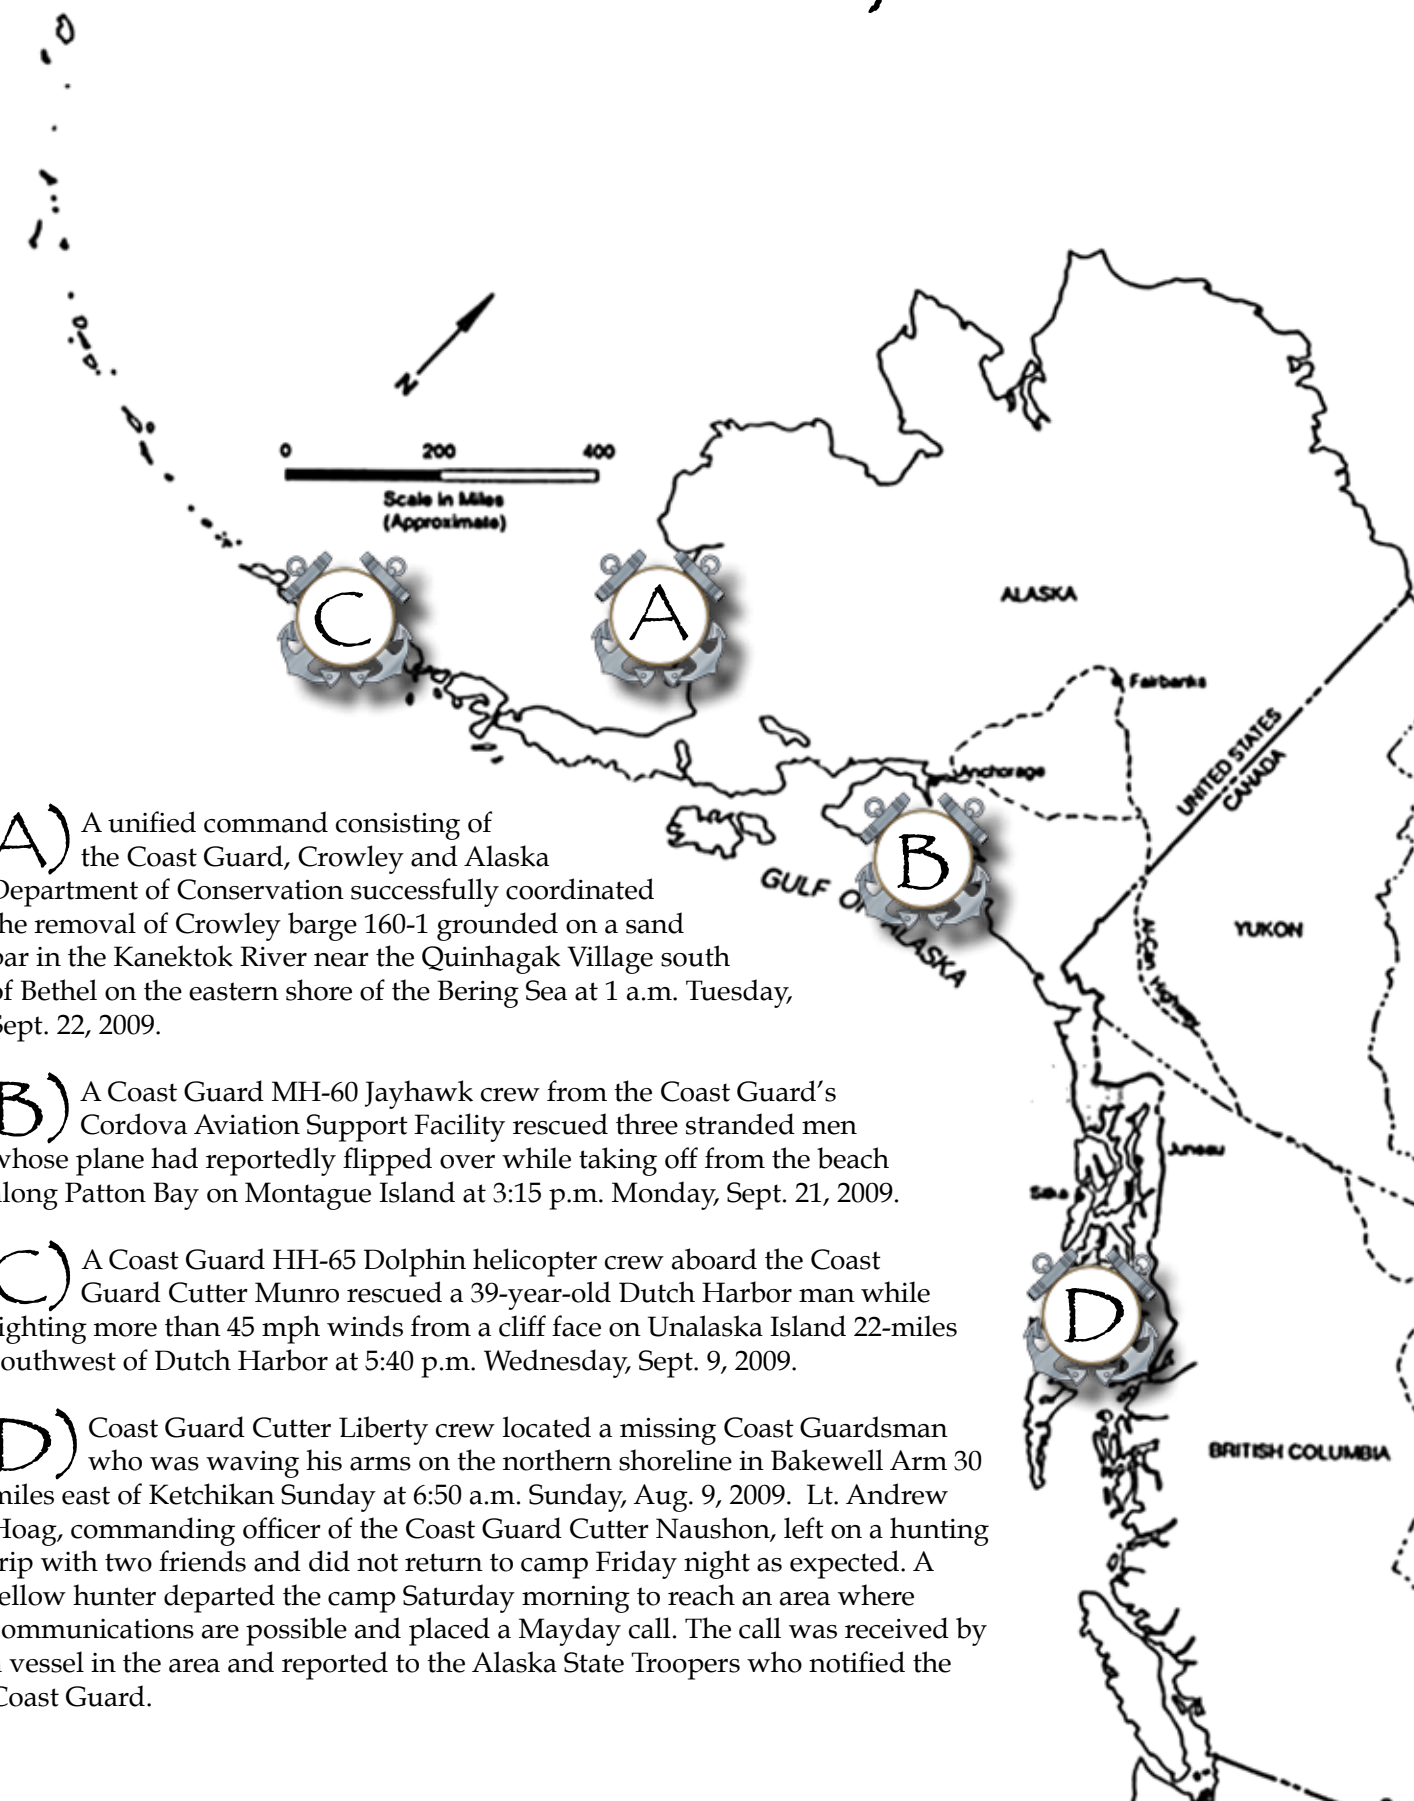 N
0 200 400
Scale in Miles
(Approximate)
C
A
ALASKA
Fairbanks
UNITED STATES
CANADA
Anchorage
B
GULF OF ALASKA
YUKON
AlCan Highway
Juneau
D
BRITISH COLUMBIA
A) A unified command consisting of
the Coast Guard, Crowley and Alaska
Department of Conservation successfully coordinated
the removal of Crowley barge 160-1 grounded on a sand
bar in the Kanektok River near the Quinhagak Village south
of Bethel on the eastern shore of the Bering Sea at 1 a.m. Tuesday,
Sept. 22, 2009.
B) A Coast Guard MH-60 Jayhawk crew from the Coast Guard’s
Cordova Aviation Support Facility rescued three stranded men
whose plane had reportedly flipped over while taking off from the beach
along Patton Bay on Montague Island at 3:15 p.m. Monday, Sept. 21, 2009.
C) A Coast Guard HH-65 Dolphin helicopter crew aboard the Coast
Guard Cutter Munro rescued a 39-year-old Dutch Harbor man while
fighting more than 45 mph winds from a cliff face on Unalaska Island 22-miles
southwest of Dutch Harbor at 5:40 p.m. Wednesday, Sept. 9, 2009.
D) Coast Guard Cutter Liberty crew located a missing Coast Guardsman
who was waving his arms on the northern shoreline in Bakewell Arm 30
miles east of Ketchikan Sunday at 6:50 a.m. Sunday, Aug. 9, 2009. Lt. Andrew
Hoag, commanding officer of the Coast Guard Cutter Naushon, left on a hunting
trip with two friends and did not return to camp Friday night as expected. A
fellow hunter departed the camp Saturday morning to reach an area where
communications are possible and placed a Mayday call. The call was received by
a vessel in the area and reported to the Alaska State Troopers who notified the
Coast Guard.